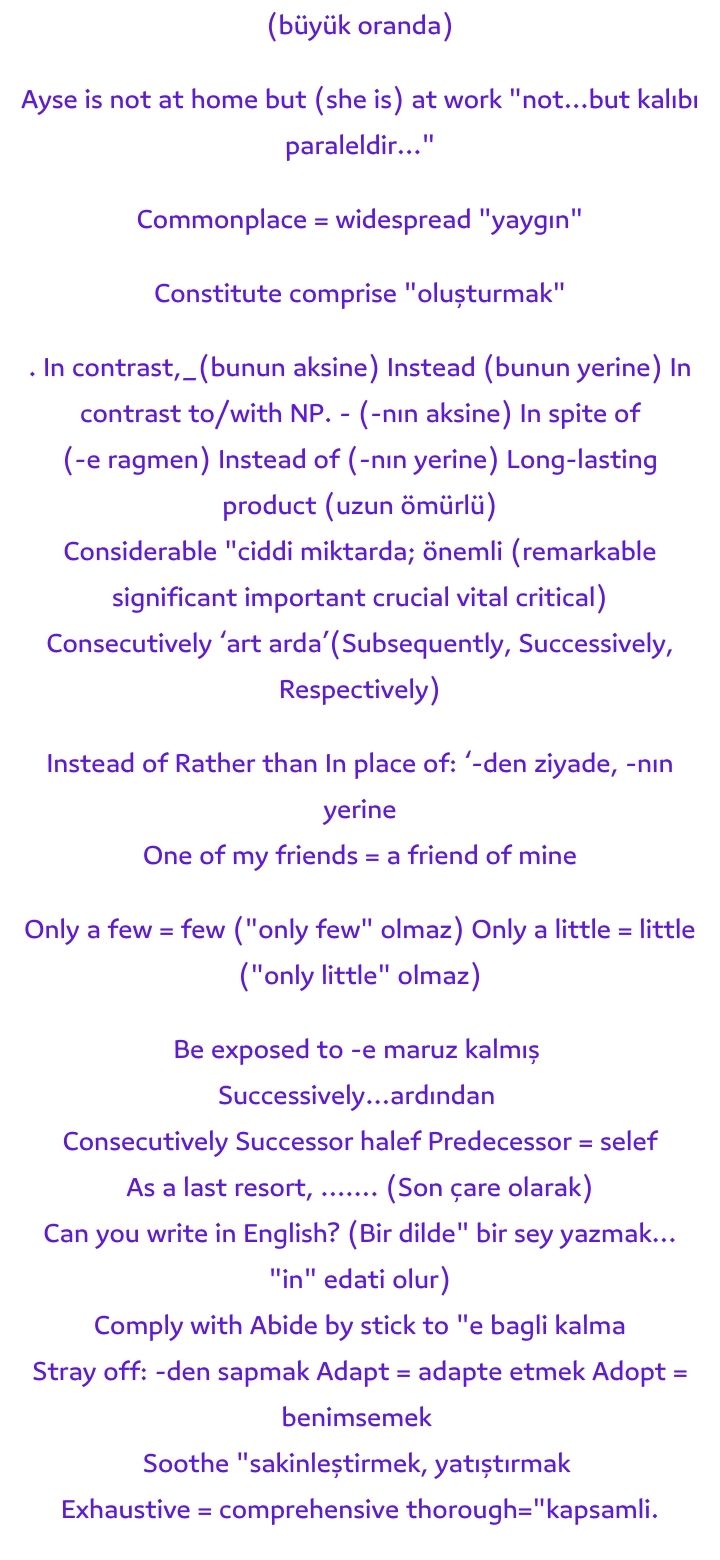 (büyük oranda)
Ayse is not at home but (she is) at work "not...but kalıbı
paraleldir..."
Commonplace = widespread "yaygın"
Constitute comprise "oluşturmak"
. In contrast,_(bunun aksine) Instead (bunun yerine) In
contrast to/with NP. - (-nın aksine) In spite of
(-e ragmen) Instead of (-nın yerine) Long-lasting
product (uzun ömürlü)
Considerable "ciddi miktarda; önemli (remarkable
significant important crucial vital critical)
Consecutively ‘art arda’(Subsequently, Successively,
Respectively)
Instead of Rather than In place of: ‘-den ziyade, -nın
yerine
One of my friends = a friend of mine
Only a few = few ("only few" olmaz) Only a little = little
("only little" olmaz)
Be exposed to -e maruz kalmış
Successively...ardından
Consecutively Successor halef Predecessor = selef
As a last resort, ....... (Son çare olarak)
Can you write in English? (Bir dilde" bir sey yazmak...
"in" edati olur)
Comply with Abide by stick to "e bagli kalma
Stray off: -den sapmak Adapt = adapte etmek Adopt =
benimsemek
Soothe "sakinleştirmek, yatıştırmak
Exhaustive = comprehensive thorough="kapsamli.